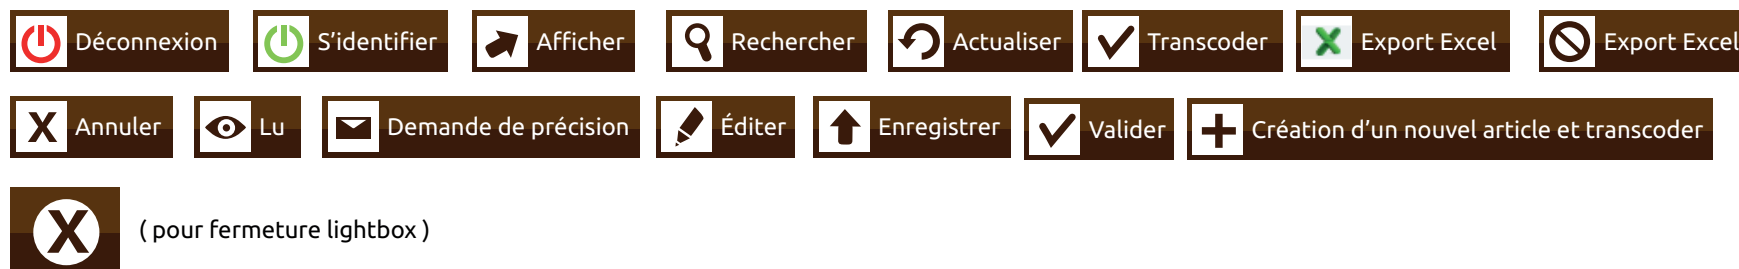 Déconnexion S'identifier Afficher Rechercher Actualiser Transcoder Export Excel Export Excel
X Annuler Lu Demande de précision Éditer Enregistrer Valider Création d'un nouvel article et transcoder
X ( pour fermeture lightbox )